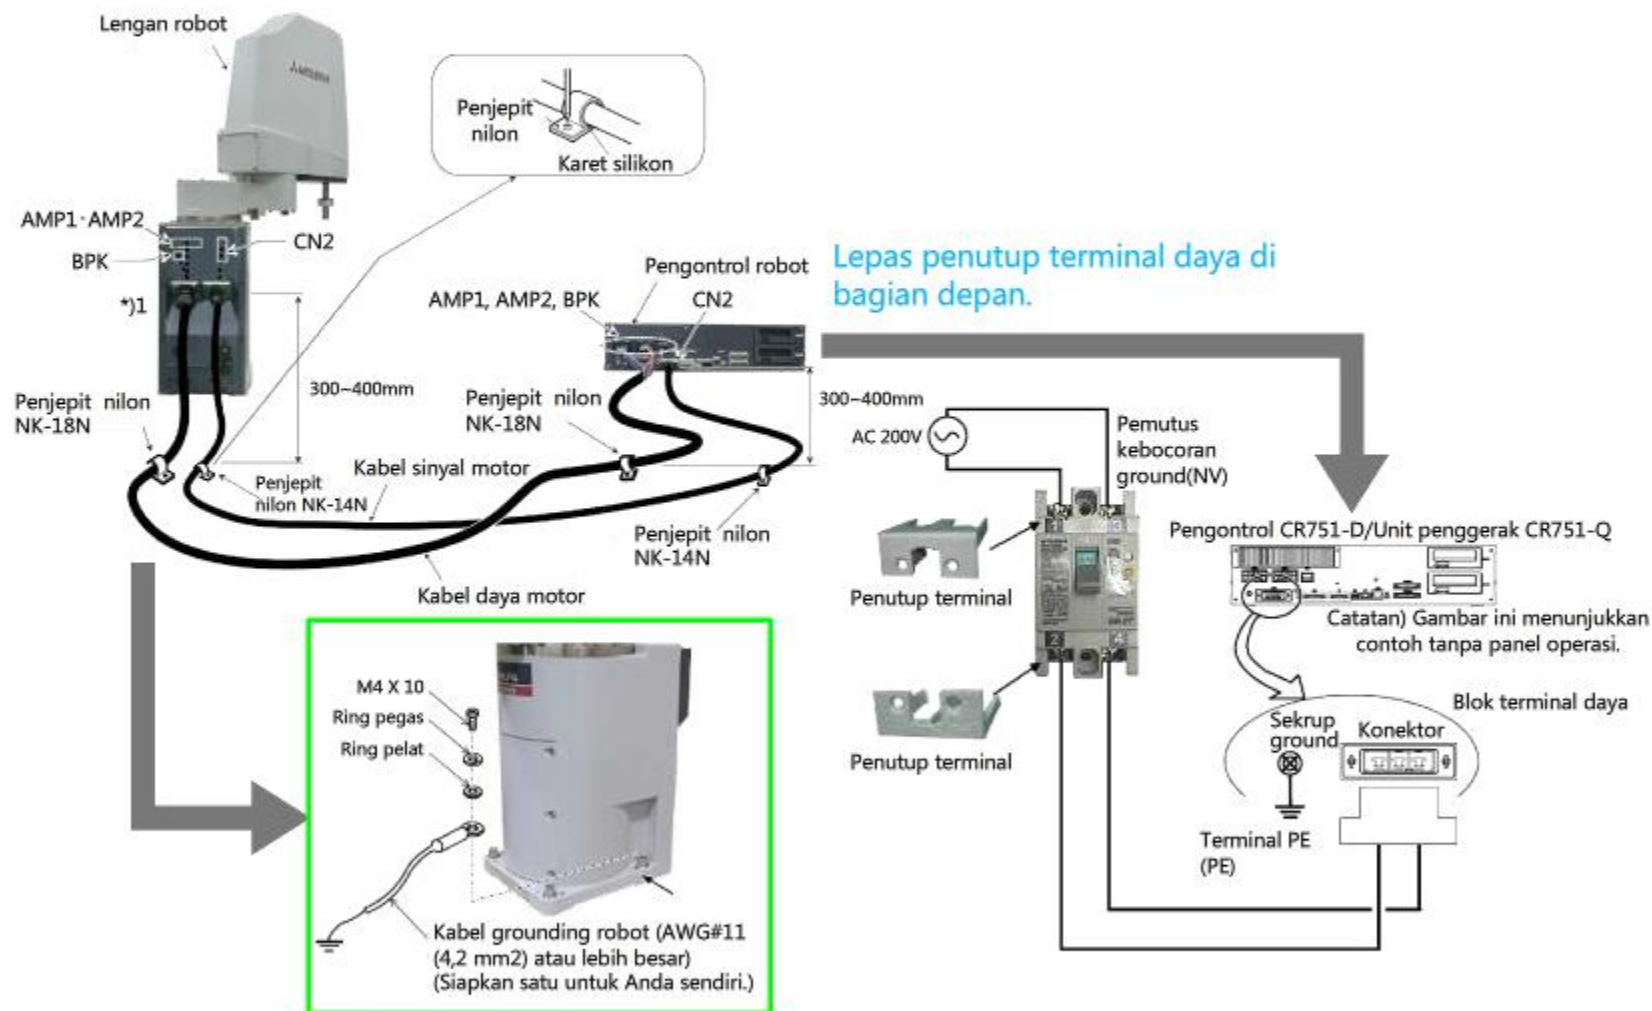 Lengan robot
MITSUBISHI
Penjepit
nilon
Karet silikon
AMP1·AMP2
BPK
CN2
*)1
300~400mm
Penjepit nilon
NK-18N
Penjepit
nilon NK-14N
Kabel sinyal motor
Kabel daya motor
Pengontrol robot
AMP1, AMP2, BPK
CN2
Penjepit nilon
NK-18N
300~400mm
Penjepit nilon
NK-14N
Lepas penutup terminal daya di
bagian depan.
AC 200V
Pemutus
kebocoran
ground(NV)
1
3
2
4
Penutup terminal
Penutup terminal
Pengontrol CR751-D/Unit penggerak CR751-Q
Catatan) Gambar ini menunjukkan
contoh tanpa panel operasi.
Blok terminal daya
Sekrup
ground
Konektor
Terminal PE
(PE)
M4 X 10
Ring pegas
Ring pelat
Kabel grounding robot (AWG#11
(4,2 mm2) atau lebih besar)
(Siapkan satu untuk Anda sendiri.)